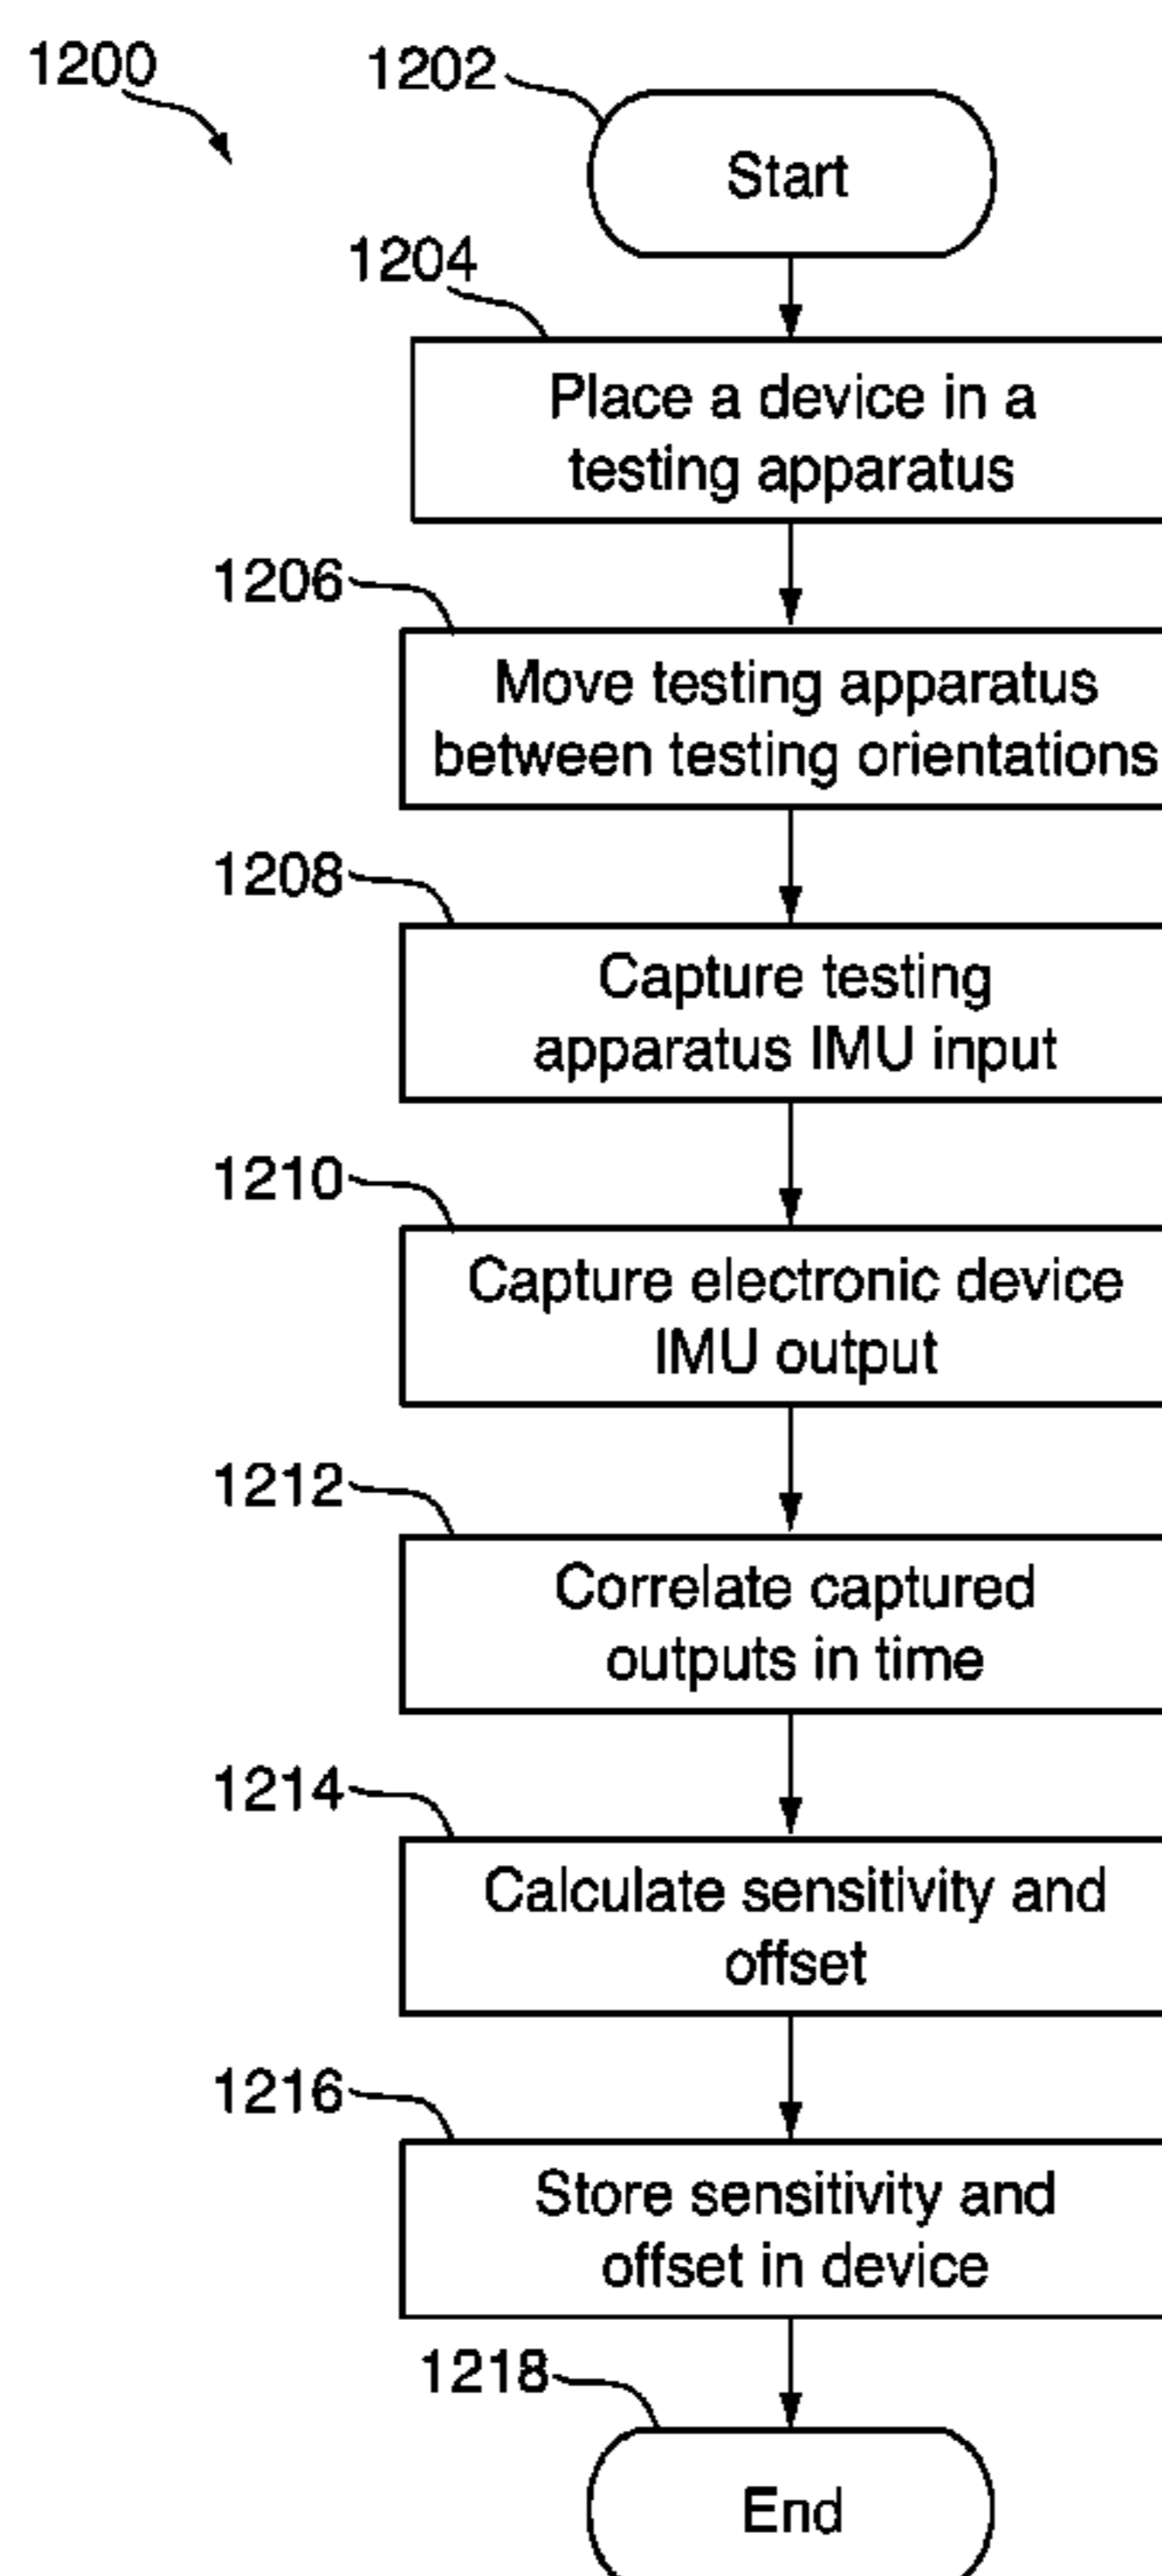 1200
1202
Start
1204
Place a device in a
testing apparatus
1206
Move testing apparatus
between testing orientations
1208
Capture testing
apparatus IMU input
1210
Capture electronic device
IMU output
1212
Correlate captured
outputs in time
1214
Calculate sensitivity and
offset
1216
Store sensitivity and
offset in device
1218
End